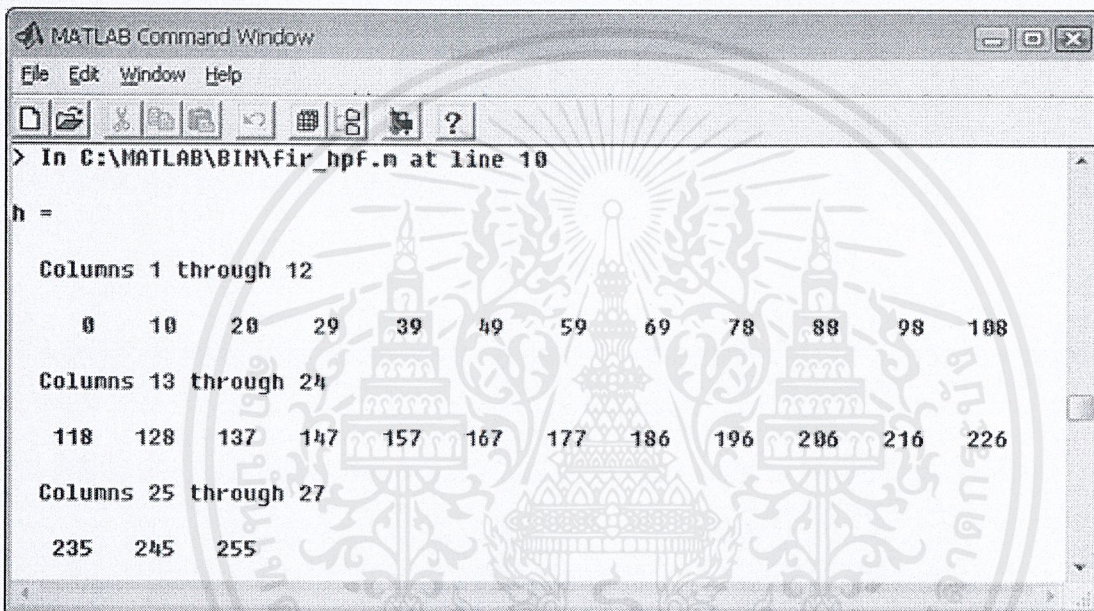 MATLAB Command Window
File Edit Window Help
> In C:\MATLAB\BIN\fir_hpf.m at line 10
h =
Columns 1 through 12
0 10 20 29 39 49 59 69 78 88 98 108
Columns 13 through 24
118 128 137 147 157 167 177 186 196 206 216 226
Columns 25 through 27
235 245 255